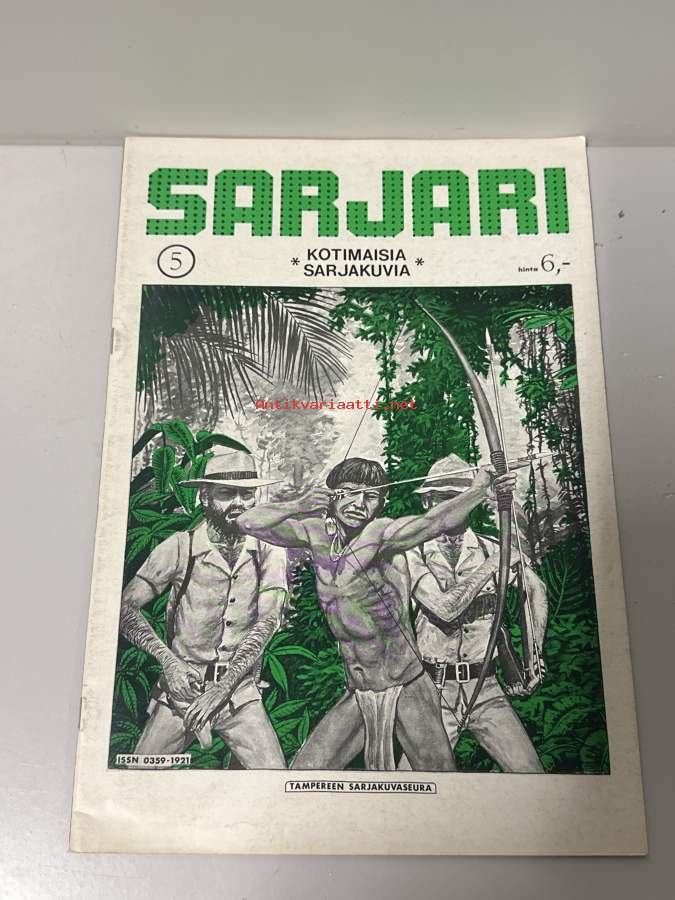 SARJARI
5
* KOTIMAISIA *
SARJAKUVIA
hinta 6,-
Antikvariaatti.net
ISSN 0359-1921
TAMPEREEN SARJAKUVASEURA